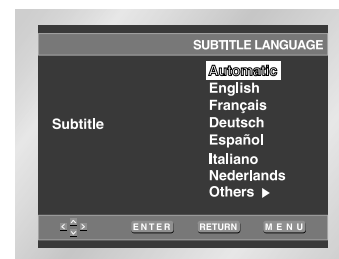 SUBTITLE LANGUAGE
Automatic
English
Français
Subtitle
Deutsch
Español
Italiano
Nederlands
Others ►
ENTER RETURN MENU